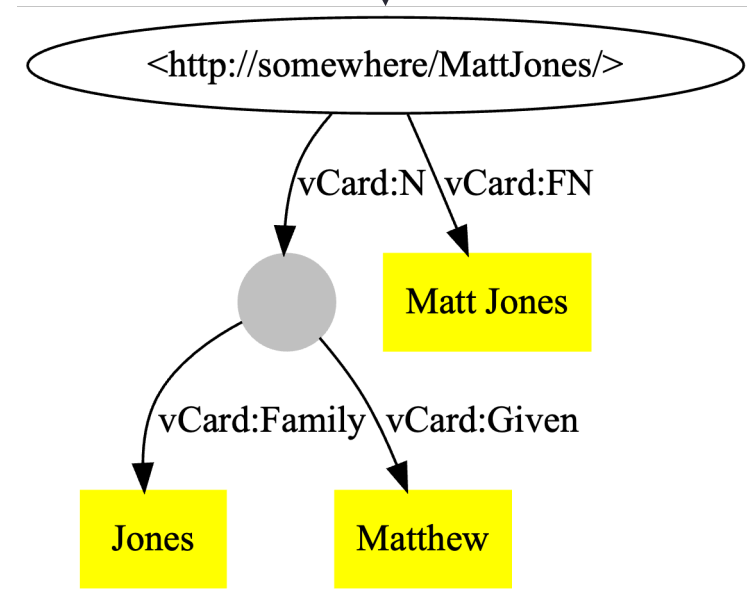 <http://somewhere/MattJones/>
vCard:N vCard:FN
Matt Jones
vCard:Family vCard:Given
Jones Matthew